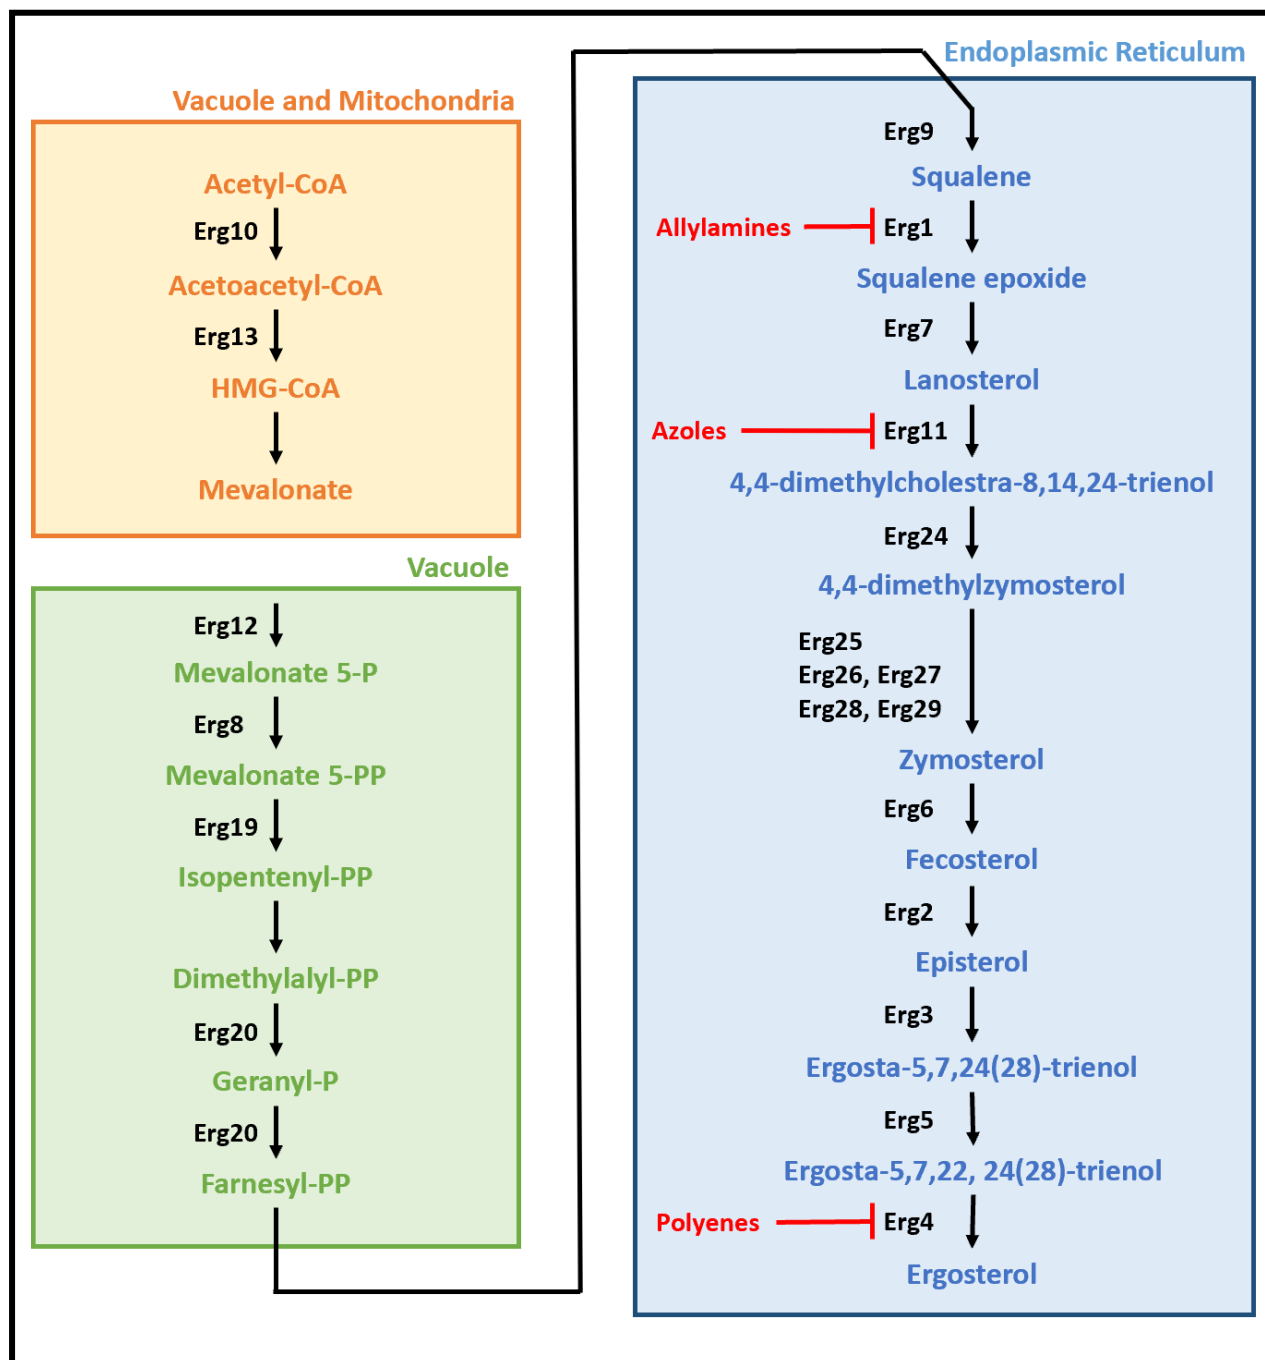 Vacuole and Mitochondria
Acetyl-CoA
Erg10
Acetoacetyl-CoA
Erg13
HMG-CoA
Mevalonate
Vacuole
Erg12
Mevalonate 5-P
Erg8
Mevalonate 5-PP
Erg19
Isopentenyl-PP
Dimethylalyl-PP
Erg20
Geranyl-P
Erg20
Farnesyl-PP
Endoplasmic Reticulum
Erg9
Squalene
Allylamines
Erg1
Squalene epoxide
Erg7
Lanosterol
Azoles
Erg11
4,4-dimethylcholestra-8,14,24-trienol
Erg24
4,4-dimethylzymosterol
Erg25
Erg26, Erg27
Erg28, Erg29
Zymosterol
Erg6
Fecosterol
Erg2
Episterol
Erg3
Ergosta-5,7,24(28)-trienol
Erg5
Ergosta-5,7,22, 24(28)-trienol
Polyenes
Erg4
Ergosterol